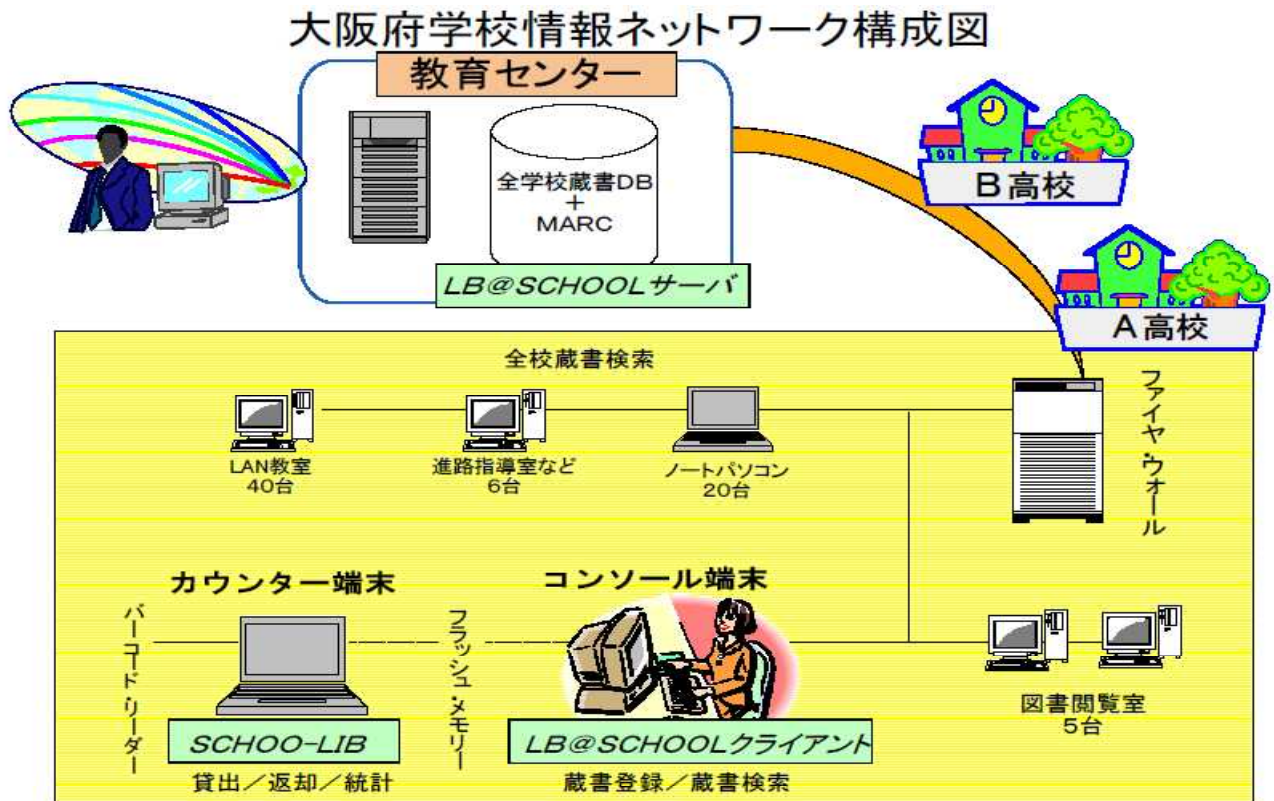 大阪府学校情報ネットワーク構成図
教育センター
全学校蔵書DB
+
MARC
LB@SCHOOLサーバ
B高校
A高校
全校蔵書検索
LAN教室
40台
進路指導室など
6台
ノートパソコン
20台
ファイヤ・ウオール
カウンター端末
コンソール端末
バーコード・リーダー
フラッシュ・メモリー
SCHOO-LIB
貸出／返却／統計
LB@SCHOOLクライアント
蔵書登録／蔵書検索
図書閲覧室
5台